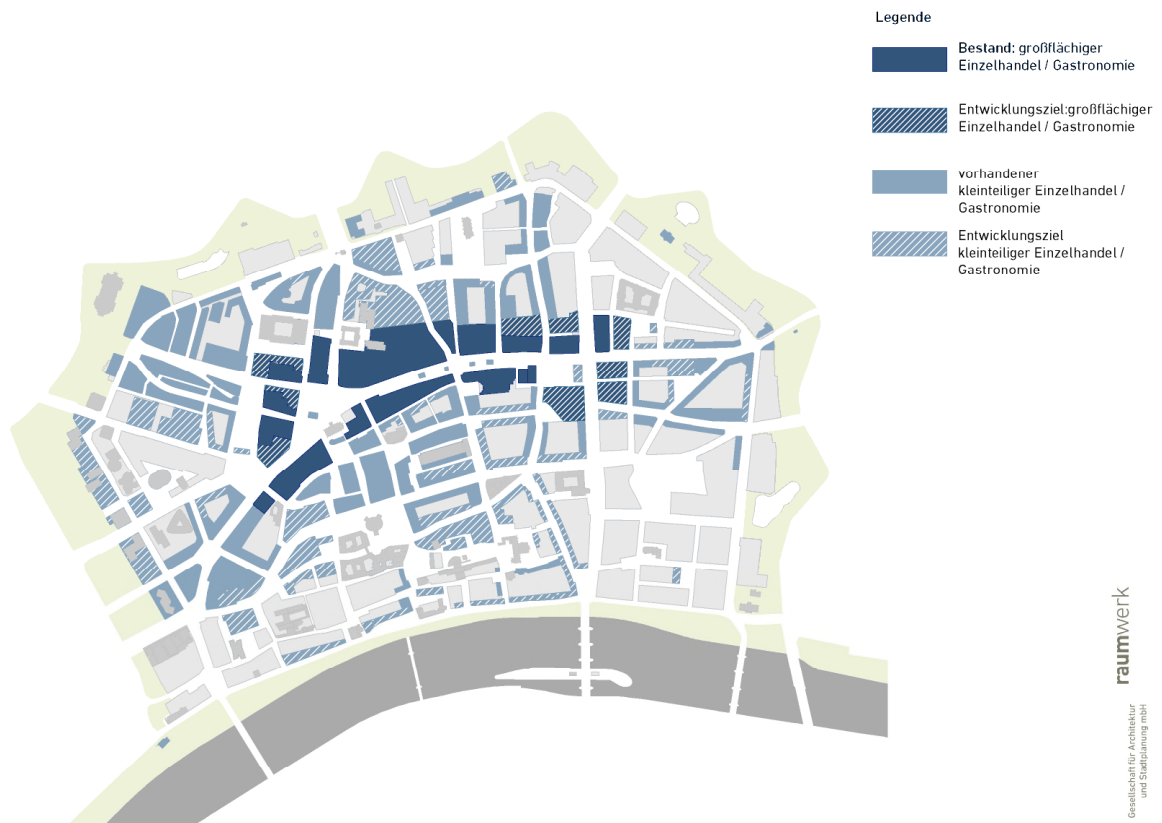 Legende
Bestand: großflächiger
Einzelhandel / Gastronomie
Entwicklungsziel:großflächiger
Einzelhandel / Gastronomie
vorhandener
kleinteiliger Einzelhandel /
Gastronomie
Entwicklungsziel
kleinteiliger Einzelhandel /
Gastronomie
raumwerk
Gesellschaft für Architektur
und Stadtplanung mbH